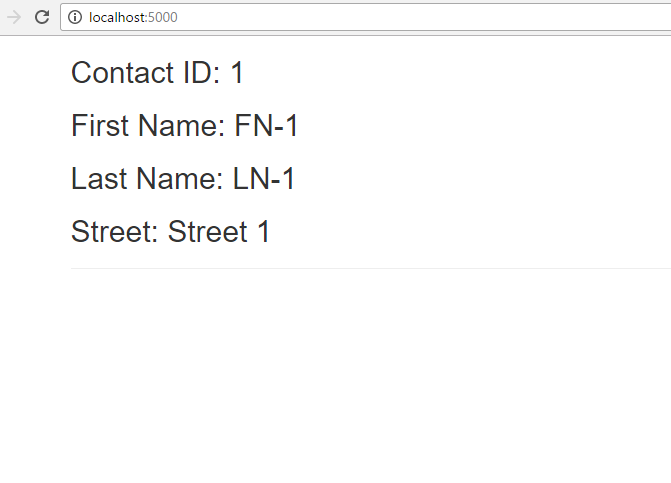 localhost:5000
Contact ID: 1
First Name: FN-1
Last Name: LN-1
Street: Street 1